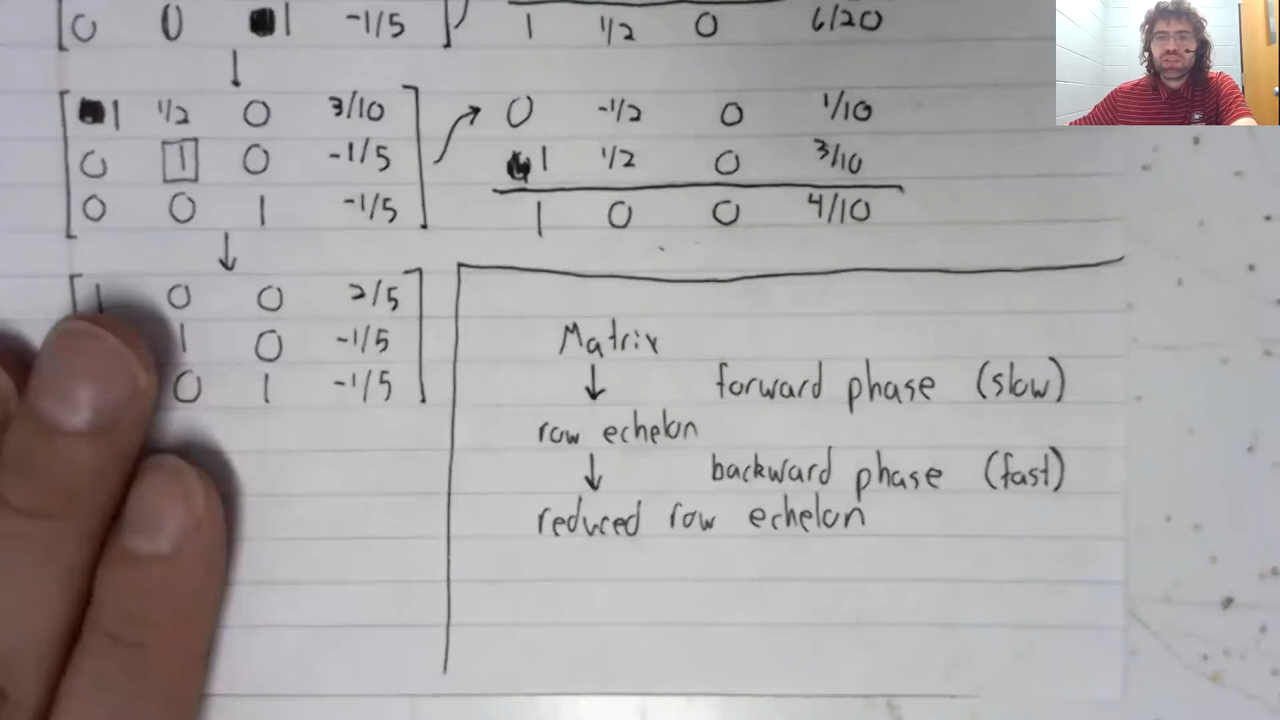 0 0 1 -1/5
1 1/2 0 6/20
1 1/2 0 3/10
0 1 0 -1/5
0 0 1 -1/5
0 -1/2 0 1/10
1 1/2 0 3/10
1 0 0 4/10
1 0 0 2/5
1 0 -1/5
0 1 -1/5
Matrix
forward phase (slow)
row echelon
backward phase (fast)
reduced row echelon